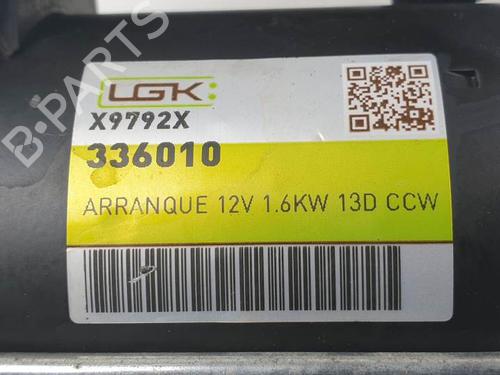 LGK
X9792X
336010
ARRANQUE 12V 1.6KW 13D CCW
B-PARTS